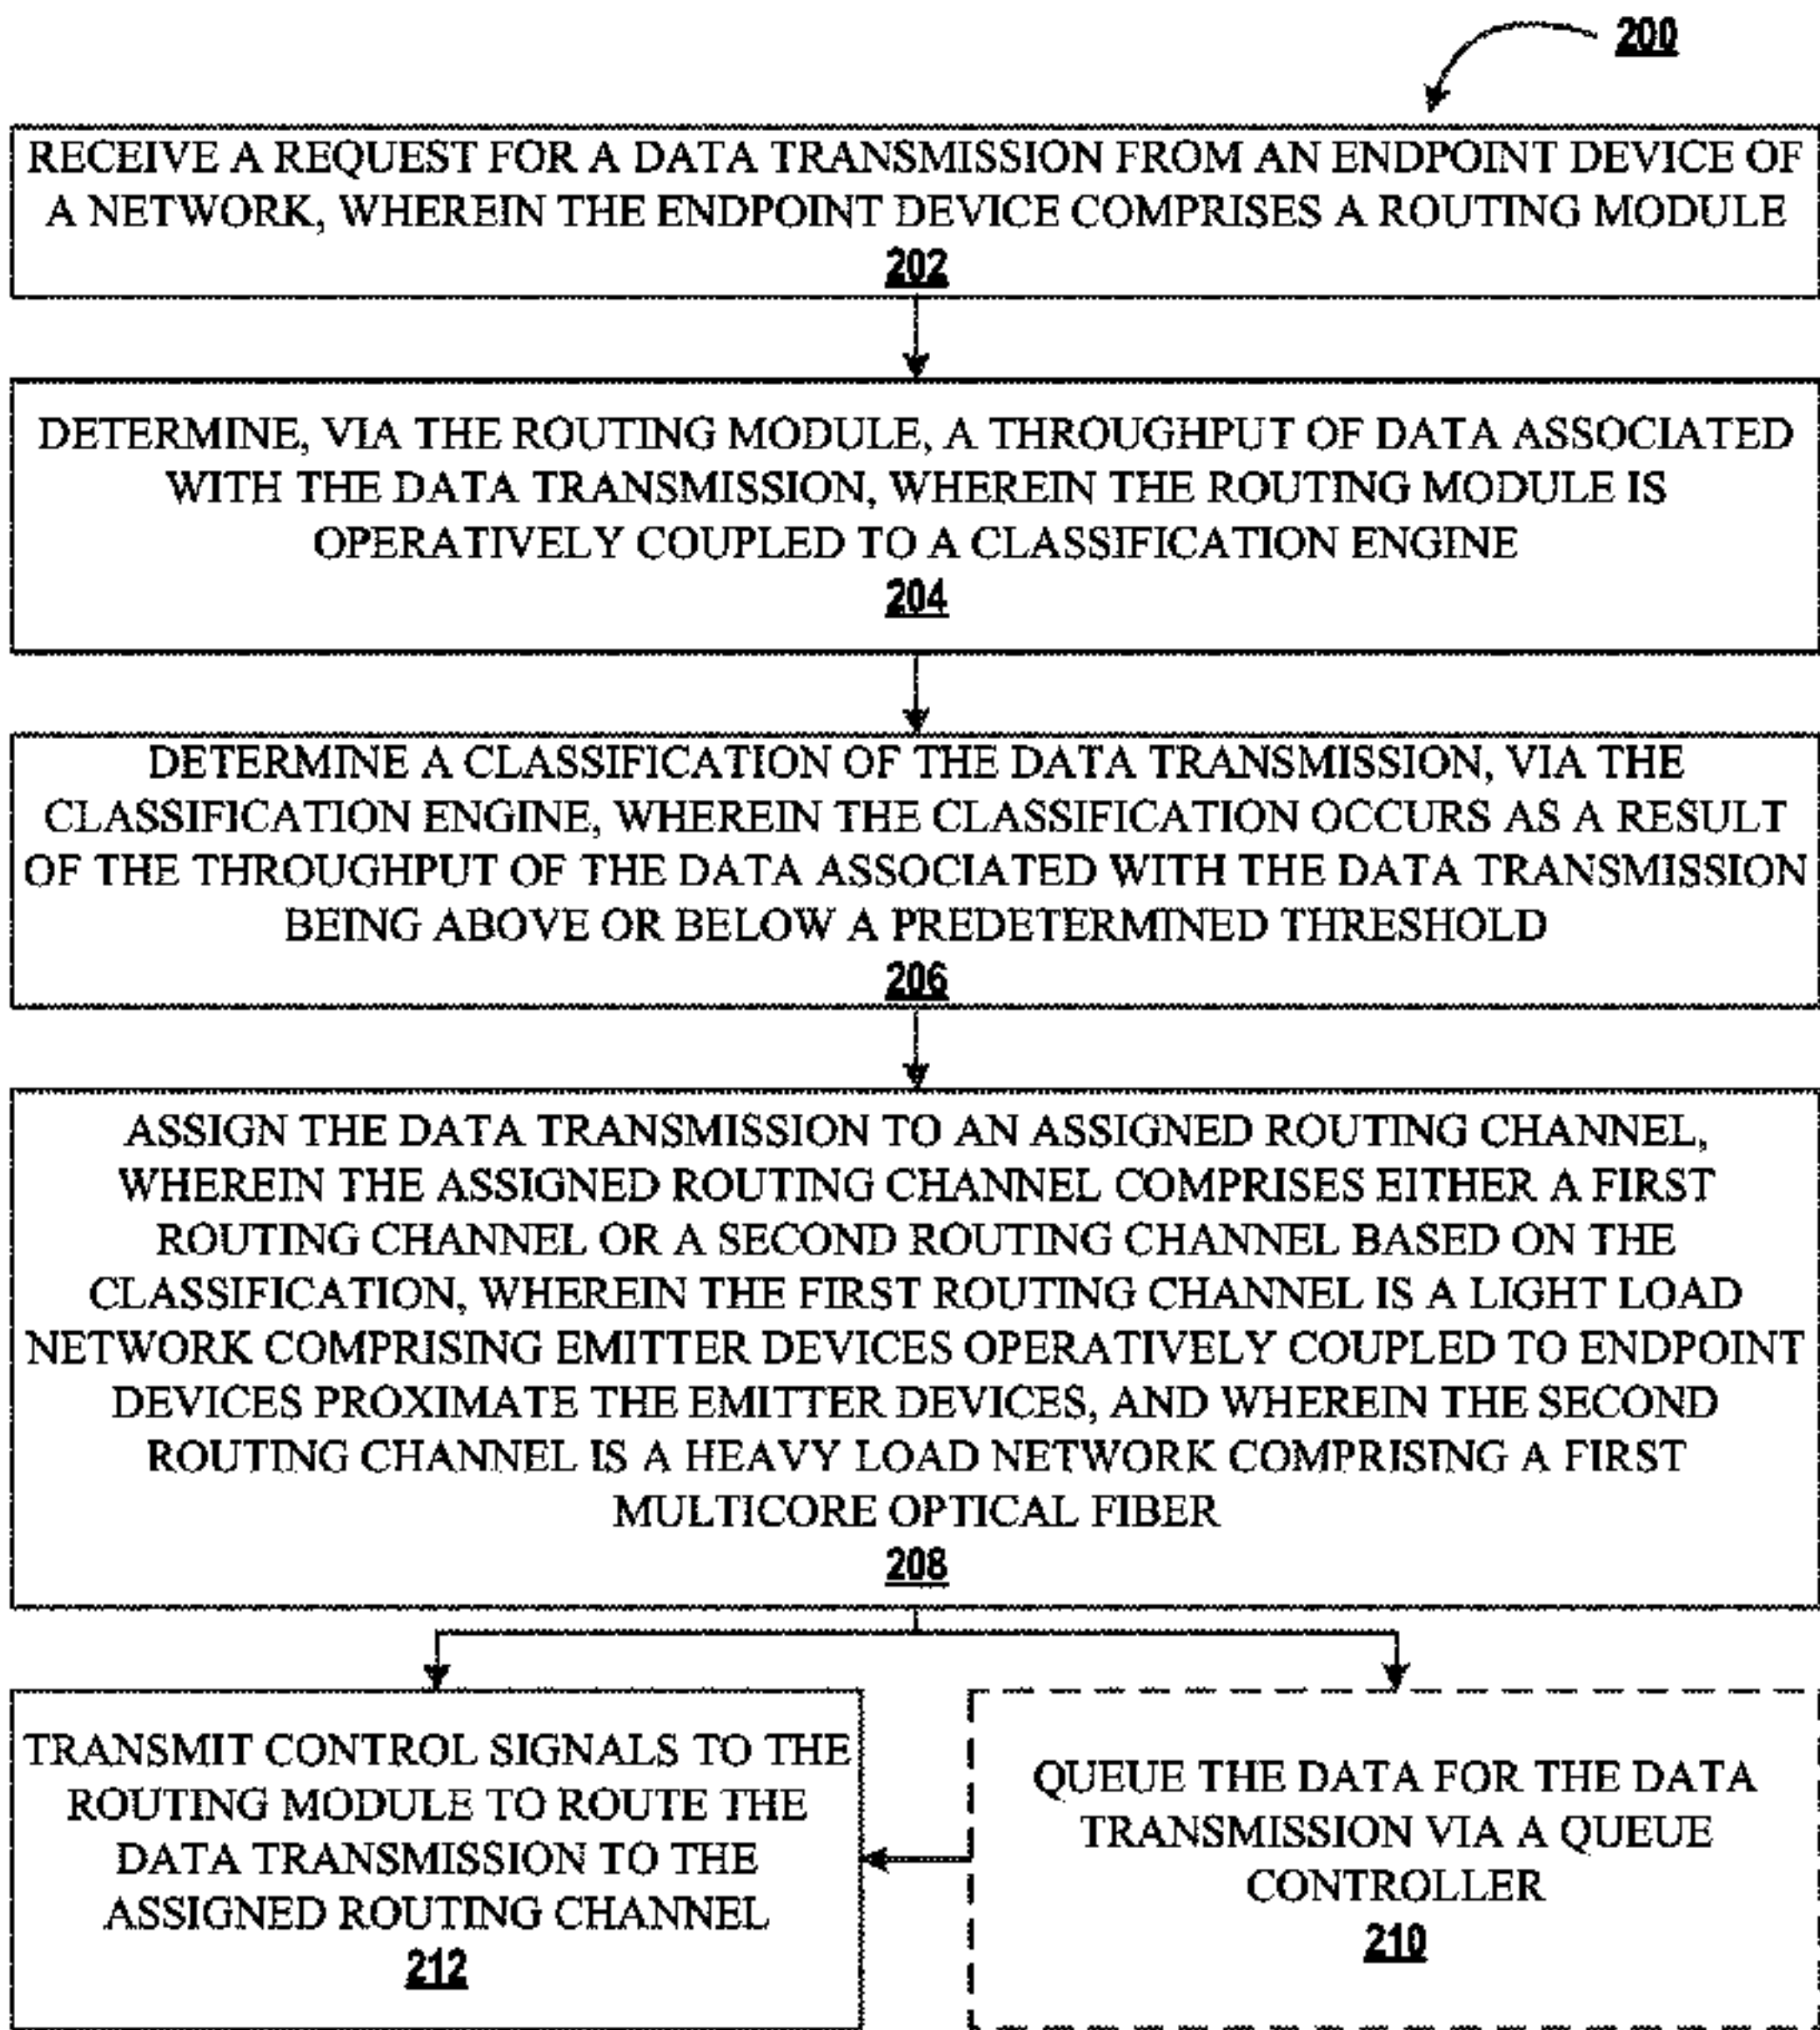 200
RECEIVE A REQUEST FOR A DATA TRANSMISSION FROM AN ENDPOINT DEVICE OF
A NETWORK, WHEREIN THE ENDPOINT DEVICE COMPRISES A ROUTING MODULE
202
DETERMINE, VIA THE ROUTING MODULE, A THROUGHPUT OF DATA ASSOCIATED
WITH THE DATA TRANSMISSION, WHEREIN THE ROUTING MODULE IS
OPERATIVELY COUPLED TO A CLASSIFICATION ENGINE
204
DETERMINE A CLASSIFICATION OF THE DATA TRANSMISSION, VIA THE
CLASSIFICATION ENGINE, WHEREIN THE CLASSIFICATION OCCURS AS A RESULT
OF THE THROUGHPUT OF THE DATA ASSOCIATED WITH THE DATA TRANSMISSION
BEING ABOVE OR BELOW A PREDETERMINED THRESHOLD
206
ASSIGN THE DATA TRANSMISSION TO AN ASSIGNED ROUTING CHANNEL,
WHEREIN THE ASSIGNED ROUTING CHANNEL COMPRISES EITHER A FIRST
ROUTING CHANNEL OR A SECOND ROUTING CHANNEL BASED ON THE
CLASSIFICATION, WHEREIN THE FIRST ROUTING CHANNEL IS A LIGHT LOAD
NETWORK COMPRISING EMITTER DEVICES OPERATIVELY COUPLED TO ENDPOINT
DEVICES PROXIMATE THE EMITTER DEVICES, AND WHEREIN THE SECOND
ROUTING CHANNEL IS A HEAVY LOAD NETWORK COMPRISING A FIRST
MULTICORE OPTICAL FIBER
208
TRANSMIT CONTROL SIGNALS TO THE
ROUTING MODULE TO ROUTE THE
DATA TRANSMISSION TO THE
ASSIGNED ROUTING CHANNEL
212
QUEUE THE DATA FOR THE DATA
TRANSMISSION VIA A QUEUE
CONTROLLER
210